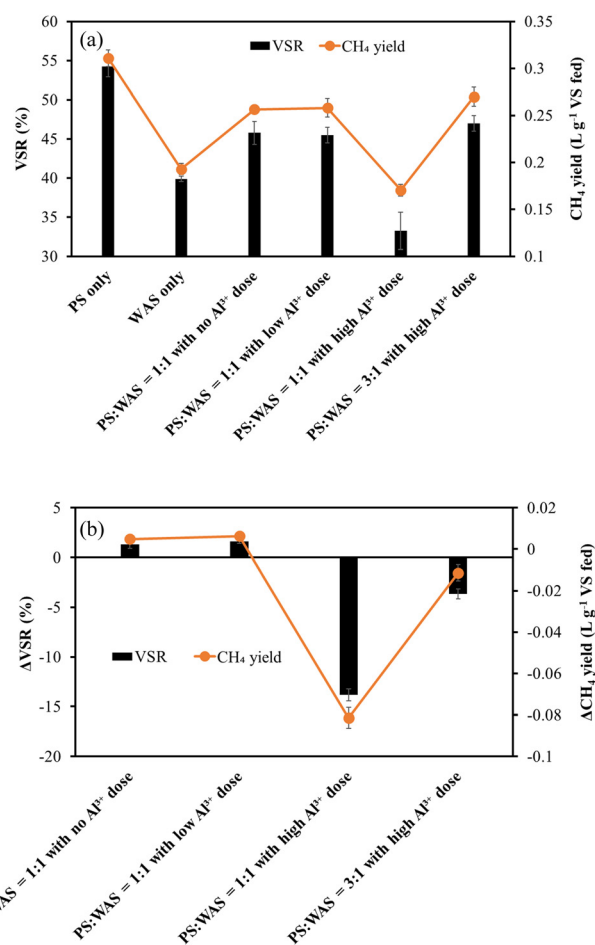 (a)
VSR
CH₄ yield
60
55
50
45
40
35
30
VSR (%)
0.35
0.3
0.25
0.2
0.15
0.1
CH₄ yield (L g⁻¹ VS fed)
PS only
WAS only
PS:WAS = 1:1 with no Al³⁺ dose
PS:WAS = 1:1 with low Al³⁺ dose
PS:WAS = 1:1 with high Al³⁺ dose
PS:WAS = 3:1 with high Al³⁺ dose
(b)
VSR
CH₄ yield
5
0
-5
-10
-15
-20
ΔVSR (%)
0.02
0
-0.02
-0.04
-0.06
-0.08
-0.1
ΔCH₄ yield (L g⁻¹ VS fed)
WAS = 1:1 with no Al³⁺ dose
PS:WAS = 1:1 with low Al³⁺ dose
PS:WAS = 1:1 with high Al³⁺ dose
PS:WAS = 3:1 with high Al³⁺ dose